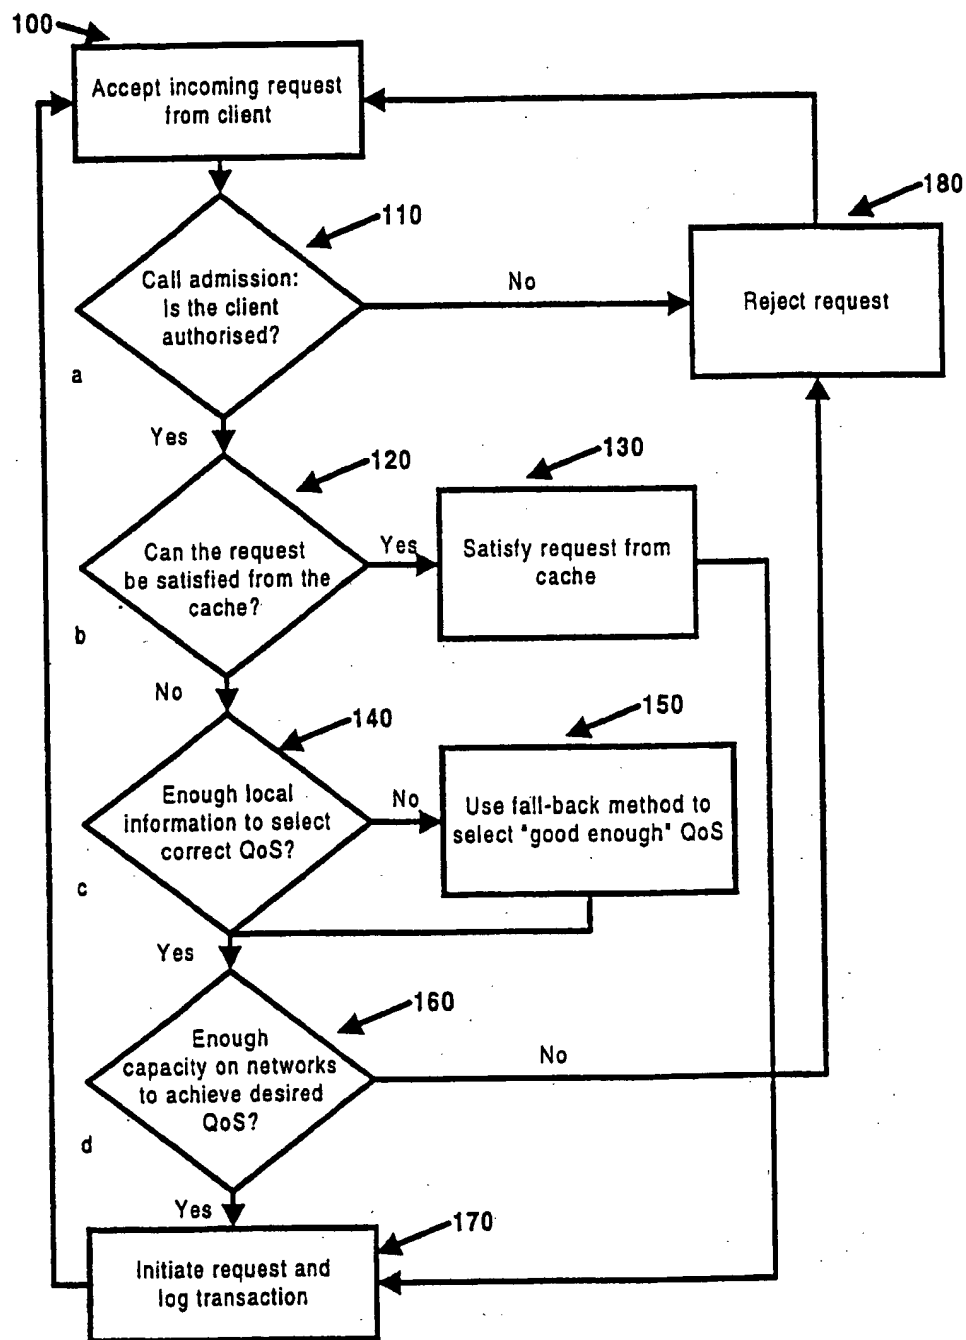 100
Accept incoming request
from client
110
180
Call admission:
Is the client
authorised?
No
Reject request
a
Yes
120
130
Can the request
be satisfied from the
cache?
Yes
Satisfy request from
cache
b
No
140
150
Enough local
information to select
correct QoS?
No
Use fall-back method to
select "good enough" QoS
c
Yes
160
Enough
capacity on networks
to achieve desired
QoS?
No
d
Yes
170
Initiate request and
log transaction